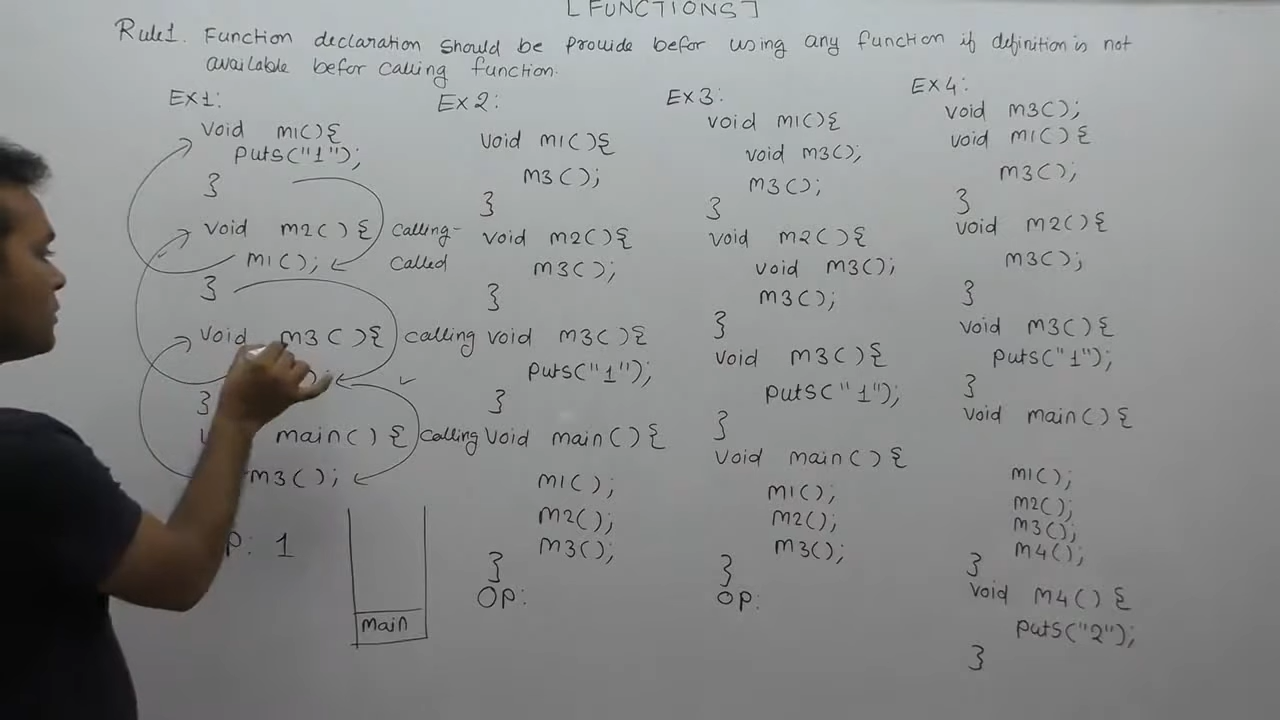 [FUNCTIONS]
Rule1. Function declaration should be provide befor using any function if definition is not
available befor calling function.
Ex1:
void m1(){
puts("1");
}
void m2(){ calling-
m1(); called
}
void m3(){ calling
}
main(){ calling
m3();
P: 1
main
Ex2:
void m1(){
m3();
}
void m2(){
m3();
}
void m3(){
puts("1");
}
void main(){
m1();
m2();
m3();
}
OP:
Ex3:
void m1(){
void m3();
m3();
}
void m2(){
void m3();
m3();
}
void m3(){
puts("1");
}
void main(){
m1();
m2();
m3();
}
OP:
Ex4:
void m3();
void m1(){
m3();
}
void m2(){
m3();
}
void m3(){
puts("1");
}
void main(){
m1();
m2();
m3();
m4();
}
void m4(){
puts("2");
}